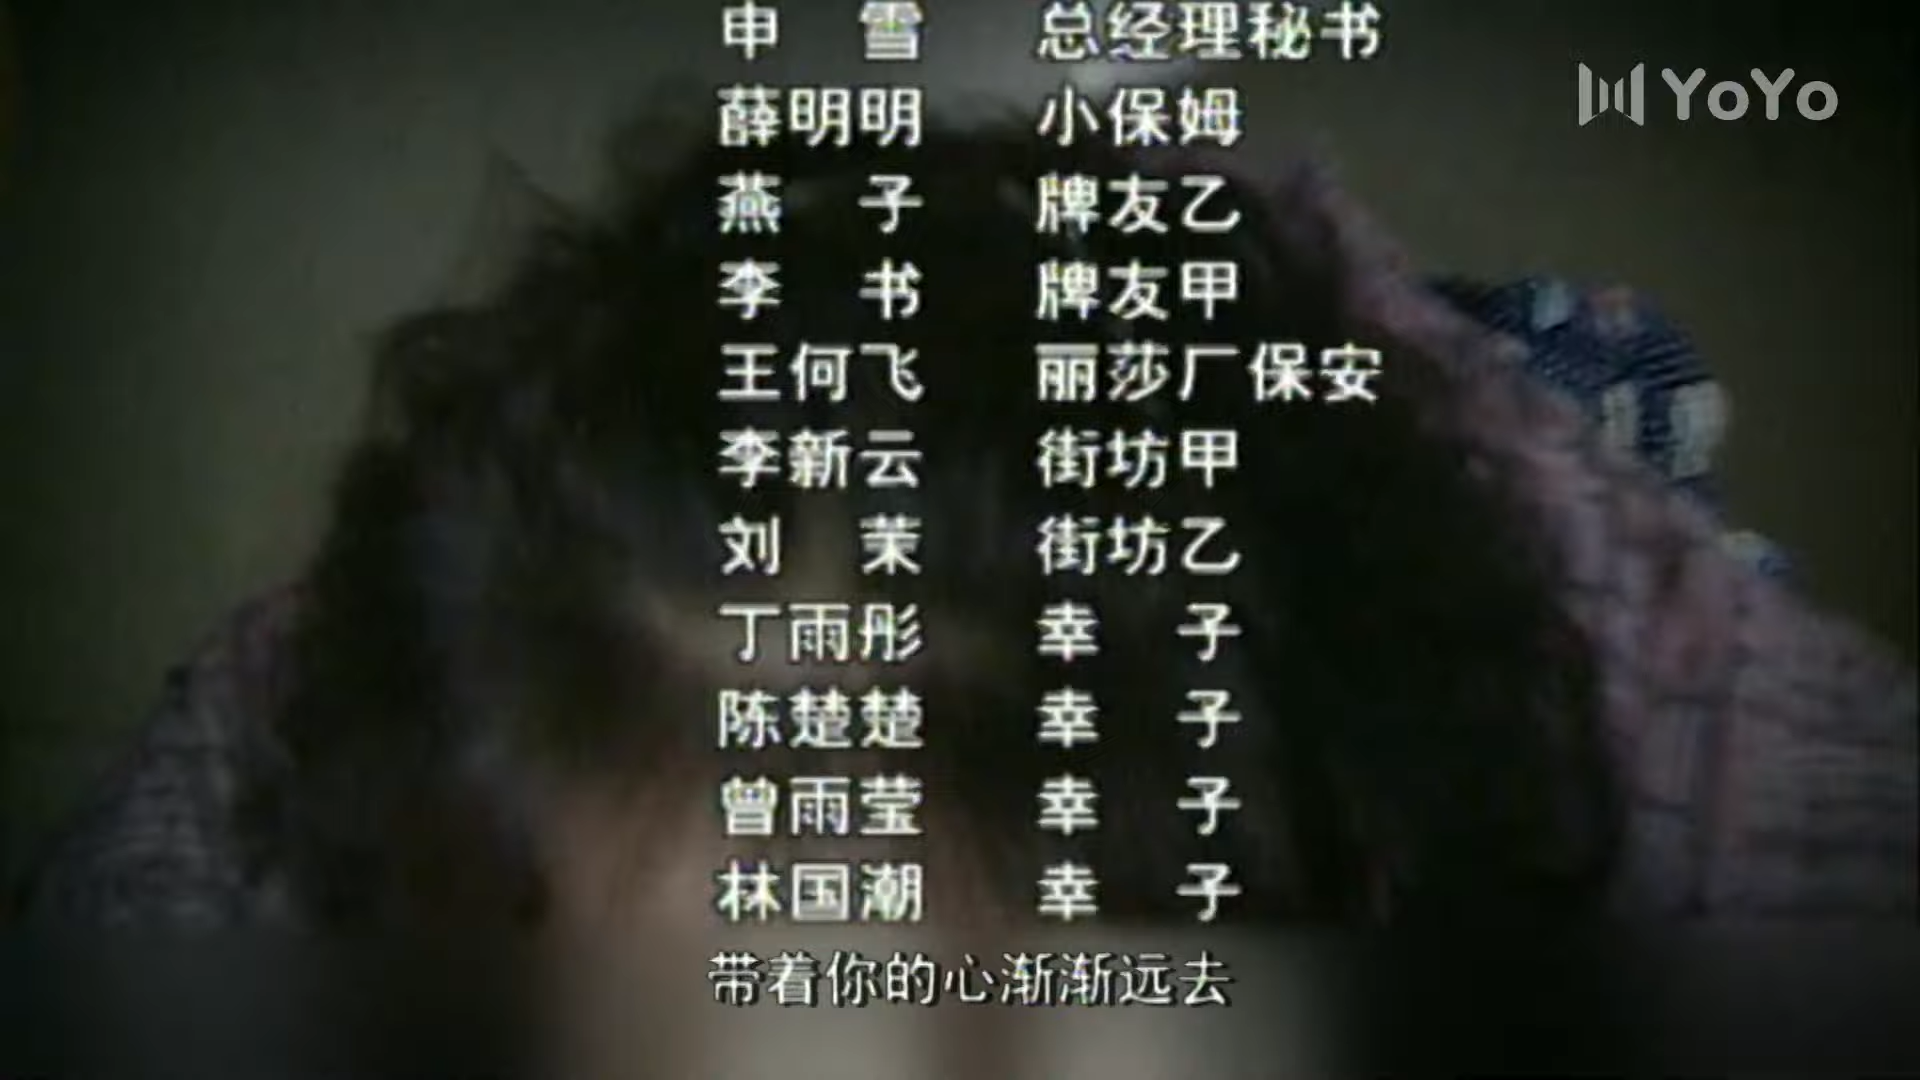 申雪 总经理秘书
YoYo
薛明明 小保姆
燕子 牌友乙
李书 牌友甲
王何飞 丽莎厂保安
李新云 街坊甲
刘茉 街坊乙
丁雨彤 幸子
陈楚楚 幸子
曾雨莹 幸子
林国潮 幸子
带着你的心渐渐远去